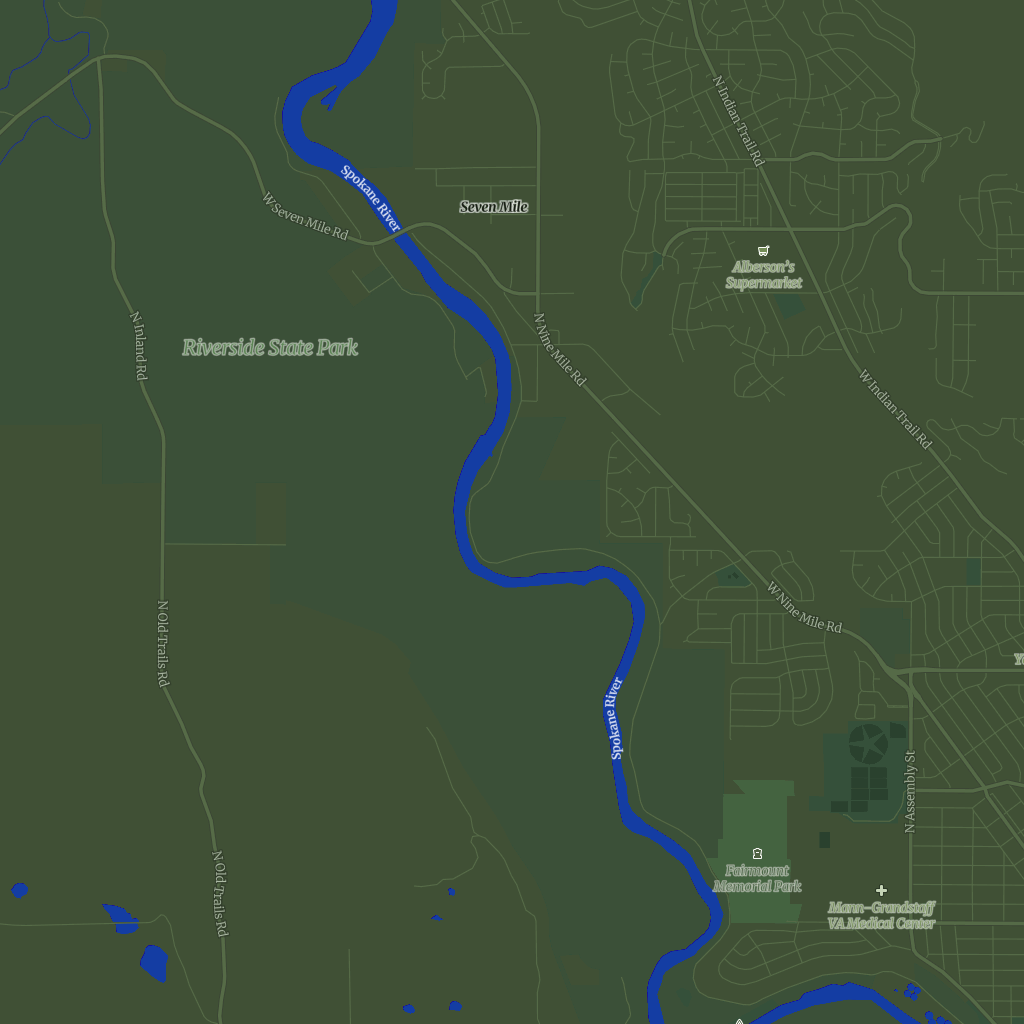 N Indian Trail Rd
Spokane River
W Seven Mile Rd
Seven Mile
Alberson's
Supermarket
N Inland Rd
N Nine Mile Rd
Riverside State Park
W Indian Trail Rd
W Nine Mile Rd
N Old Trails Rd
Spokane River
N Assembly St
Fairmount
Memorial Park
N Old Trails Rd
Mann-Grandstaff
VA Medical Center